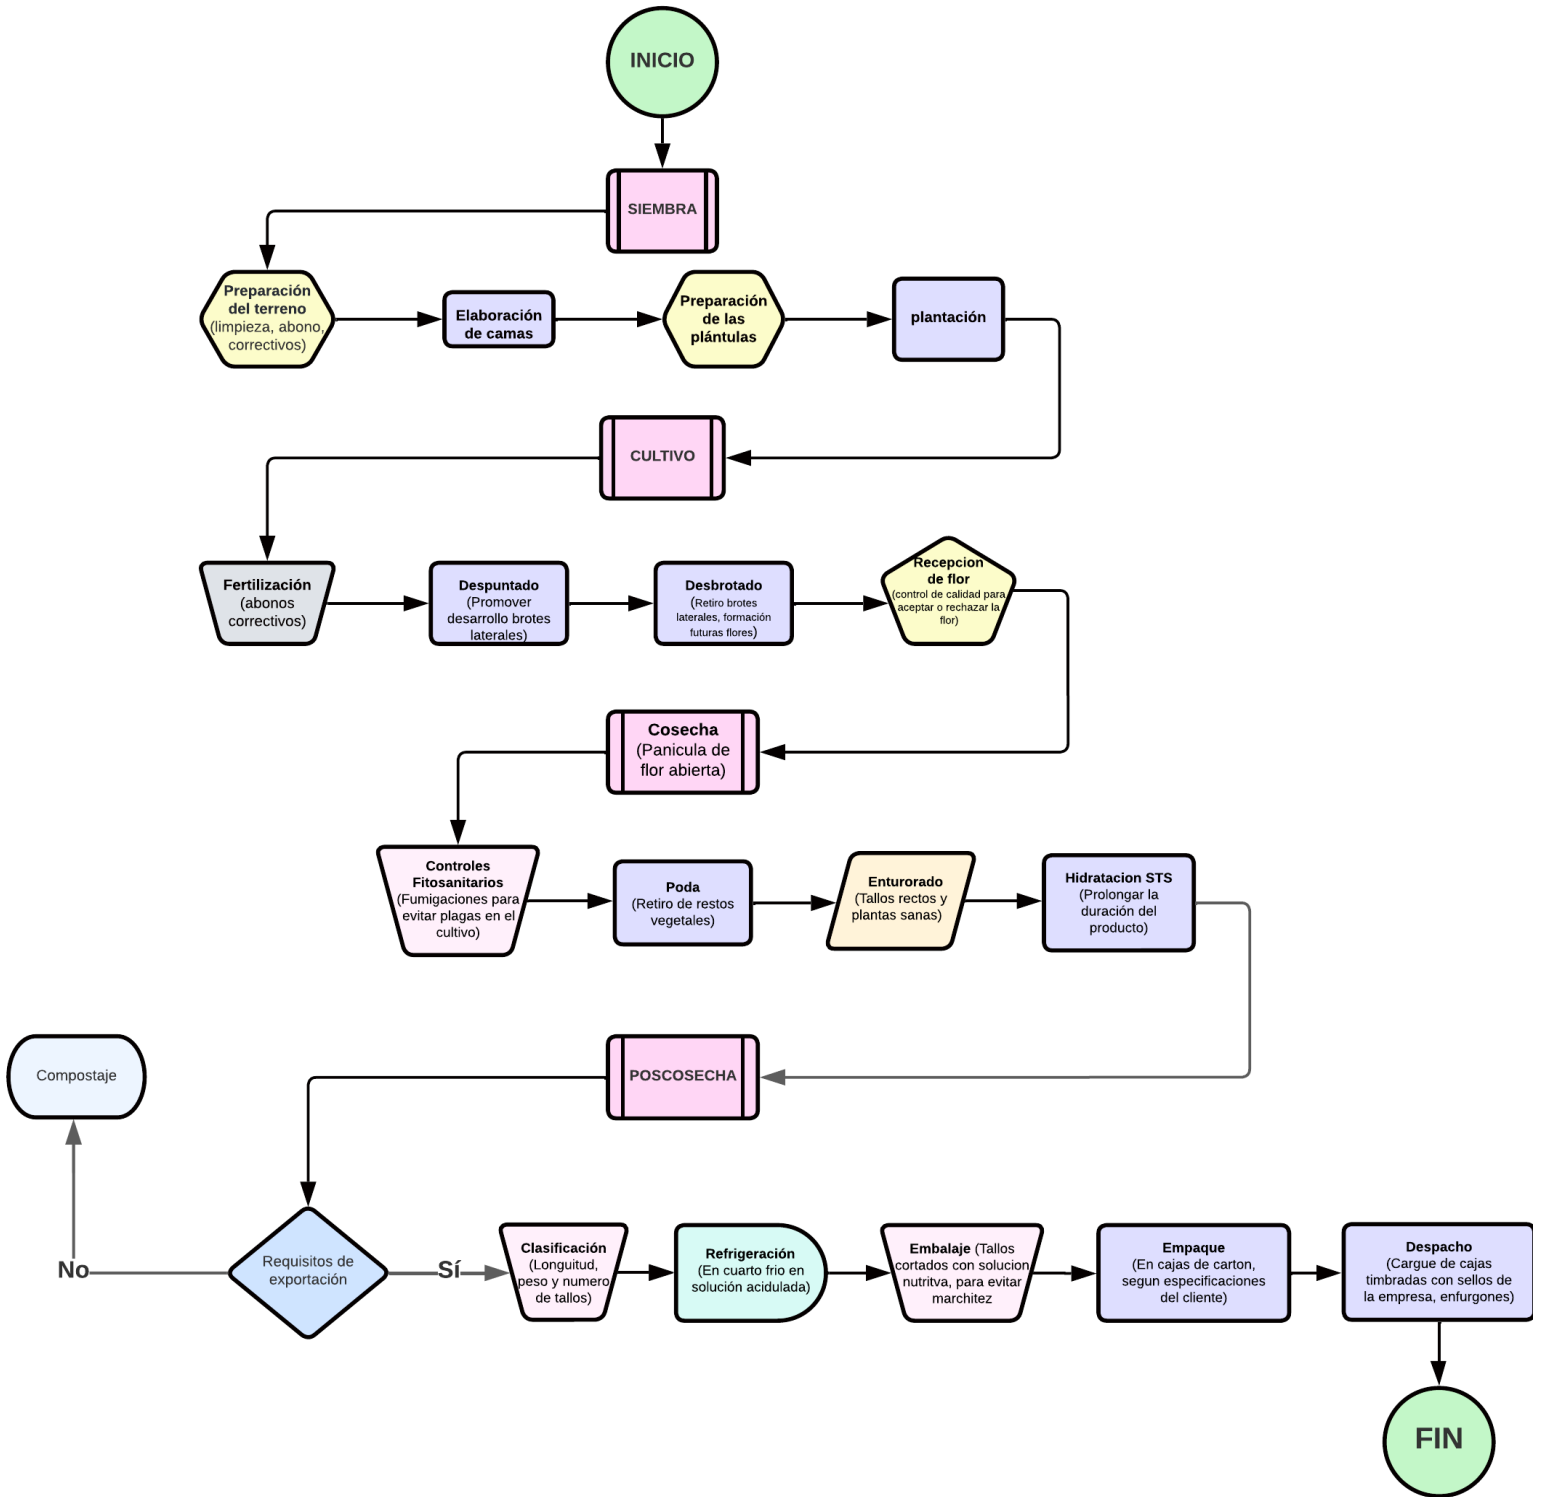 INICIO
SIEMBRA
Preparación
del terreno
(limpieza, abono,
correctivos)
Elaboración
de camas
Preparación
de las
plántulas
plantación
CULTIVO
Fertilización
(abonos
correctivos)
Despuntado
(Promover
desarrollo brotes
laterales)
Desbrotado
(Retiro brotes
laterales, formación
futuras flores)
Recepcion
de flor
(control de calidad para
aceptar o rechazar la
flor)
Cosecha
(Panicula de
flor abierta)
Controles
Fitosanitarios
(Fumigaciones para
evitar plagas en el
cultivo)
Poda
(Retiro de restos
vegetales)
Enturorado
(Tallos rectos y
plantas sanas)
Hidratacion STS
(Prolongar la
duración del
producto)
POSCOSECHA
Compostaje
No
Requisitos de
exportación
Sí
Clasificación
(Longuitud,
peso y numero
de tallos)
Refrigeración
(En cuarto frio en
solución acidulada)
Embalaje (Tallos
cortados con solucion
nutritva, para evitar
marchitez
Empaque
(En cajas de carton,
segun especificaciones
del cliente)
Despacho
(Cargue de cajas
timbradas con sellos de
la empresa, enfurgones)
FIN